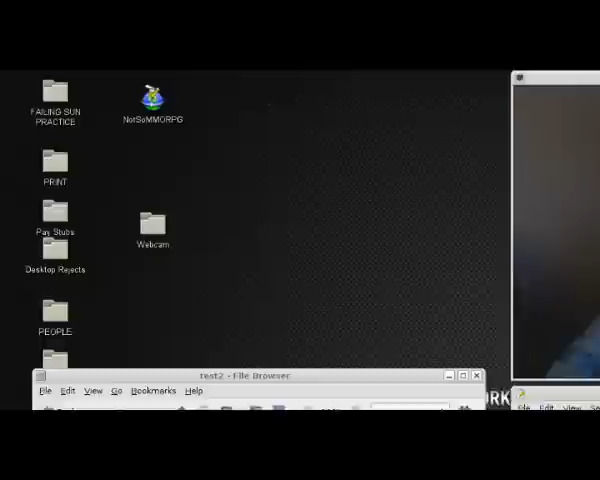 FAILING SUN
PRACTICE
NotSoMMORPG
PRINT
Pay Stubs
Webcam
Desktop Rejects
PEOPLE
test2 - File Browser
File Edit View Go Bookmarks Help
ORK
File Edit View